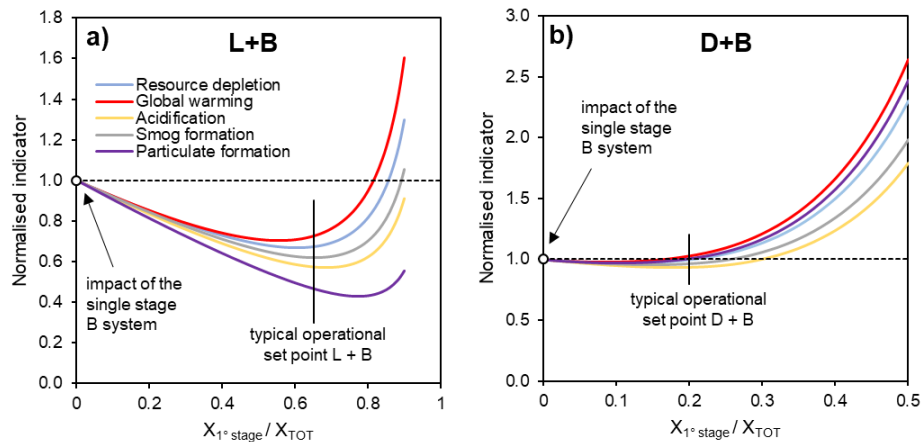 a)
L+B
Normalised indicator
1.8
1.6
1.4
1.2
1.0
0.8
0.6
0.4
0.2
0.0
Resource depletion
Global warming
Acidification
Smog formation
Particulate formation
impact of the
single stage
B system
typical operational
set point L + B
0
0.2
0.4
0.6
0.8
1
X1° stage / XTOT
b)
D+B
Normalised indicator
3.0
2.5
2.0
1.5
1.0
0.5
0.0
impact of the
single stage
B system
typical operational
set point D + B
0
0.1
0.2
0.3
0.4
0.5
X1° stage / XTOT